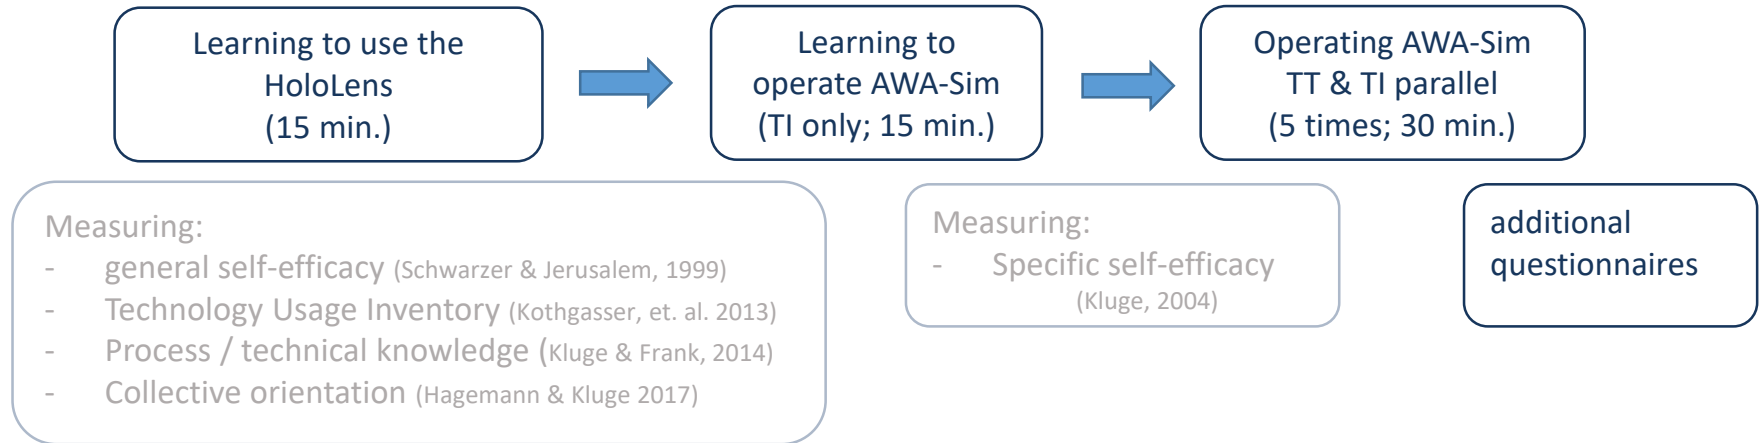 Learning to use the
HoloLens
(15 min.)
Learning to
operate AWA-Sim
(TI only; 15 min.)
Operating AWA-Sim
TT & TI parallel
(5 times; 30 min.)
Measuring:
- general self-efficacy (Schwarzer & Jerusalem, 1999)
- Technology Usage Inventory (Kothgasser, et. al. 2013)
- Process / technical knowledge (Kluge & Frank, 2014)
- Collective orientation (Hagemann & Kluge 2017)
Measuring:
- Specific self-efficacy
(Kluge, 2004)
additional
questionnaires